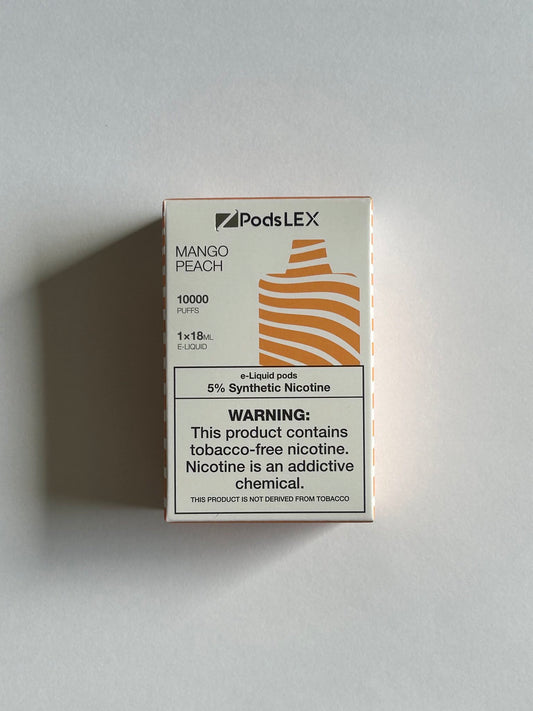 PodsLEX
MANGO
PEACH
10000
PUFFS
1×18ML
E-LIQUID
e-Liquid pods
5% Synthetic Nicotine
WARNING:
This product contains
tobacco-free nicotine.
Nicotine is an addictive
chemical.
THIS PRODUCT IS NOT DERIVED FROM TOBACCO